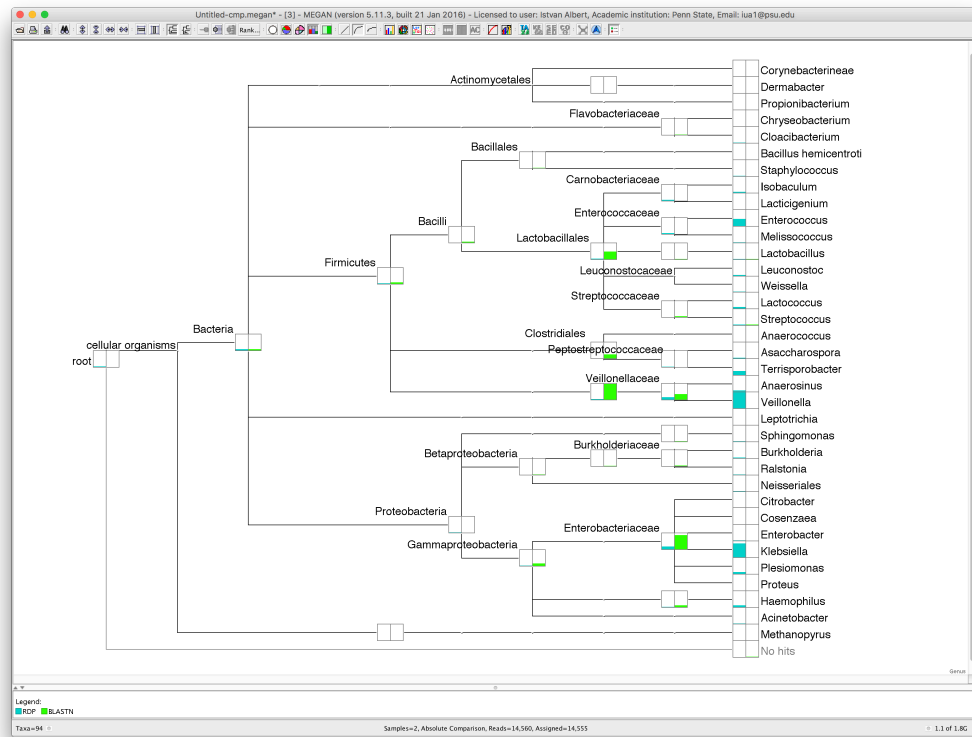 Untitled-cmp.megan* - [3] - MEGAN (version 5.11.3, built 21 Jan 2016) - Licensed to user: Istvan Albert, Academic institution: Penn State, Email: iua1@psu.edu
Rank...
Corynebacterineae
Actinomycetales
Dermabacter
Propionibacterium
Flavobacteriaceae
Chryseobacterium
Cloacibacterium
Bacillales
Bacillus hemicentroti
Staphylococcus
Carnobacteriaceae
Isobaculum
Lacticigenium
Enterococcaceae
Enterococcus
Bacilli
Melissococcus
Lactobacillales
Lactobacillus
Firmicutes
Leuconostocaceae
Leuconostoc
Weissella
Streptococcaceae
Lactococcus
Streptococcus
Bacteria
Clostridiales
Anaerococcus
cellular organisms
Peptostreptococcaceae
Asaccharospora
root
Terrisporobacter
Veillonellaceae
Anaerosinus
Veillonella
Leptotrichia
Sphingomonas
Betaproteobacteria
Burkholderiaceae
Burkholderia
Ralstonia
Neisseriales
Citrobacter
Proteobacteria
Cosenzaea
Enterobacteriaceae
Enterobacter
Gammaproteobacteria
Klebsiella
Plesiomonas
Proteus
Haemophilus
Acinetobacter
Methanopyrus
No hits
Genus
Legend:
RDP BLASTN
Taxa=94 Samples=2, Absolute Comparison, Reads=14,560, Assigned=14,555 1.1 of 1.8G